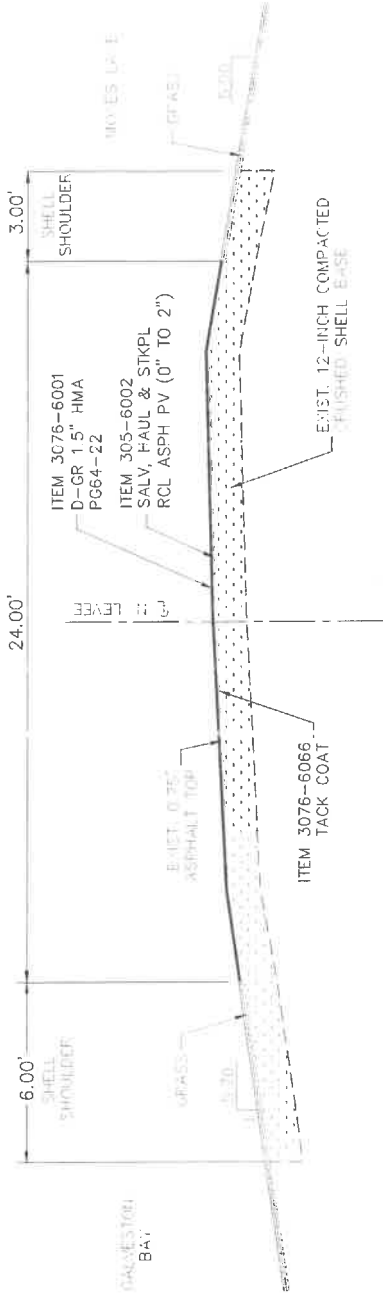 24.00'
3.00'
6.00'
SHELL
SHOULDER
SHELL
SHOULDER
GALVESTON
BAY
GRASS
EXIST. 0.75"
ASPHALT TOP
LEVEE
ITEM 3076-6001
D-GR 1.5" HMA
PG64-22
ITEM 305-6002
SALV, HAUL & STKPL
RCL ASPH PV (0" TO 2")
ITEM 3076-6066
TACK COAT
EXIST. 12-INCH COMPACTED
CRUSHED SHELL BASE
GRASS